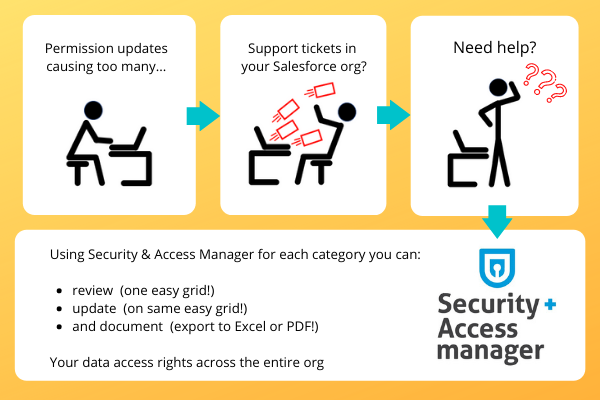 Permission updates
causing too many...
Support tickets in
your Salesforce org?
Need help?
???
Using Security & Access Manager for each category you can:
• review (one easy grid!)
• update (on same easy grid!)
• and document (export to Excel or PDF!)
Your data access rights across the entire org
Security+
Access
manager